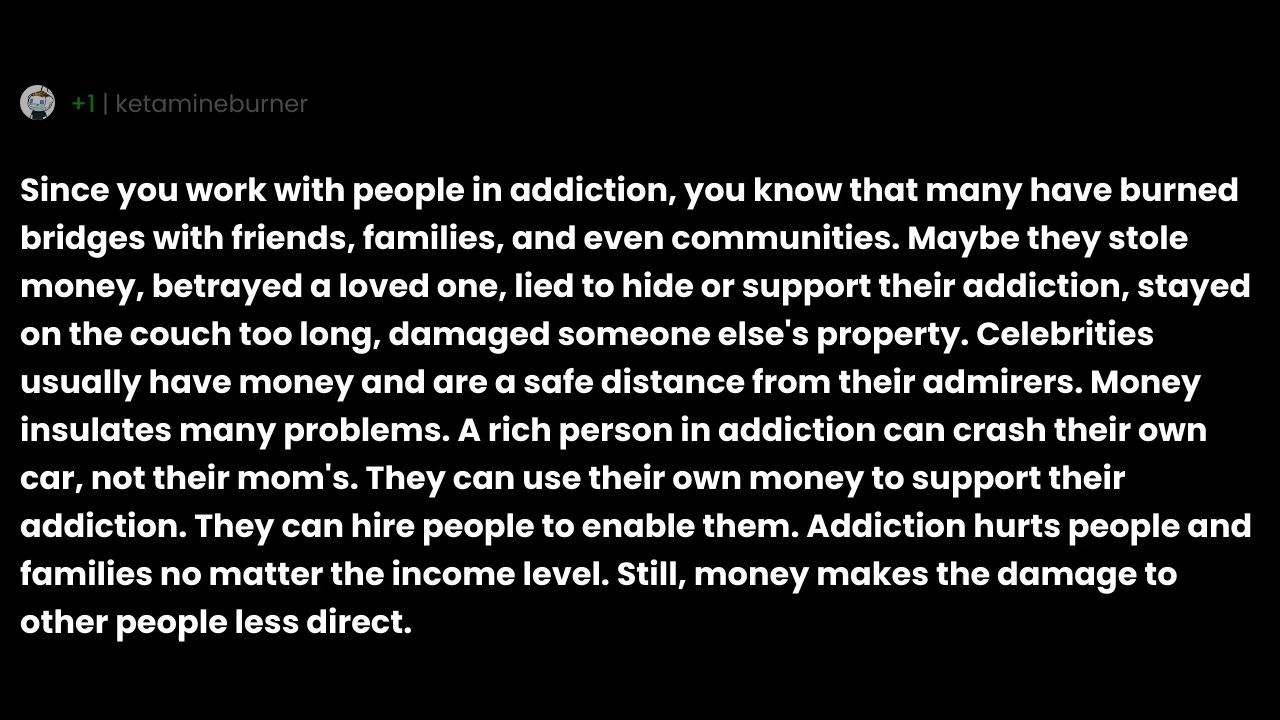 +1 | ketamineburner
Since you work with people in addiction, you know that many have burned
bridges with friends, families, and even communities. Maybe they stole
money, betrayed a loved one, lied to hide or support their addiction, stayed
on the couch too long, damaged someone else's property. Celebrities
usually have money and are a safe distance from their admirers. Money
insulates many problems. A rich person in addiction can crash their own
car, not their mom's. They can use their own money to support their
addiction. They can hire people to enable them. Addiction hurts people and
families no matter the income level. Still, money makes the damage to
other people less direct.